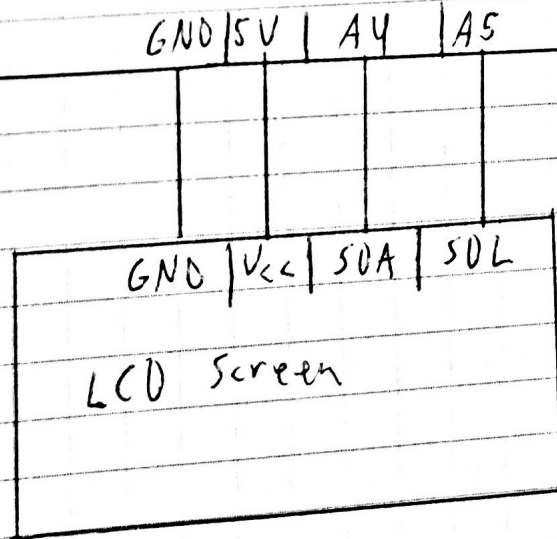 GND | 5V | A4 | A5
GND | Vcc | SDA | SDL
LCD Screen